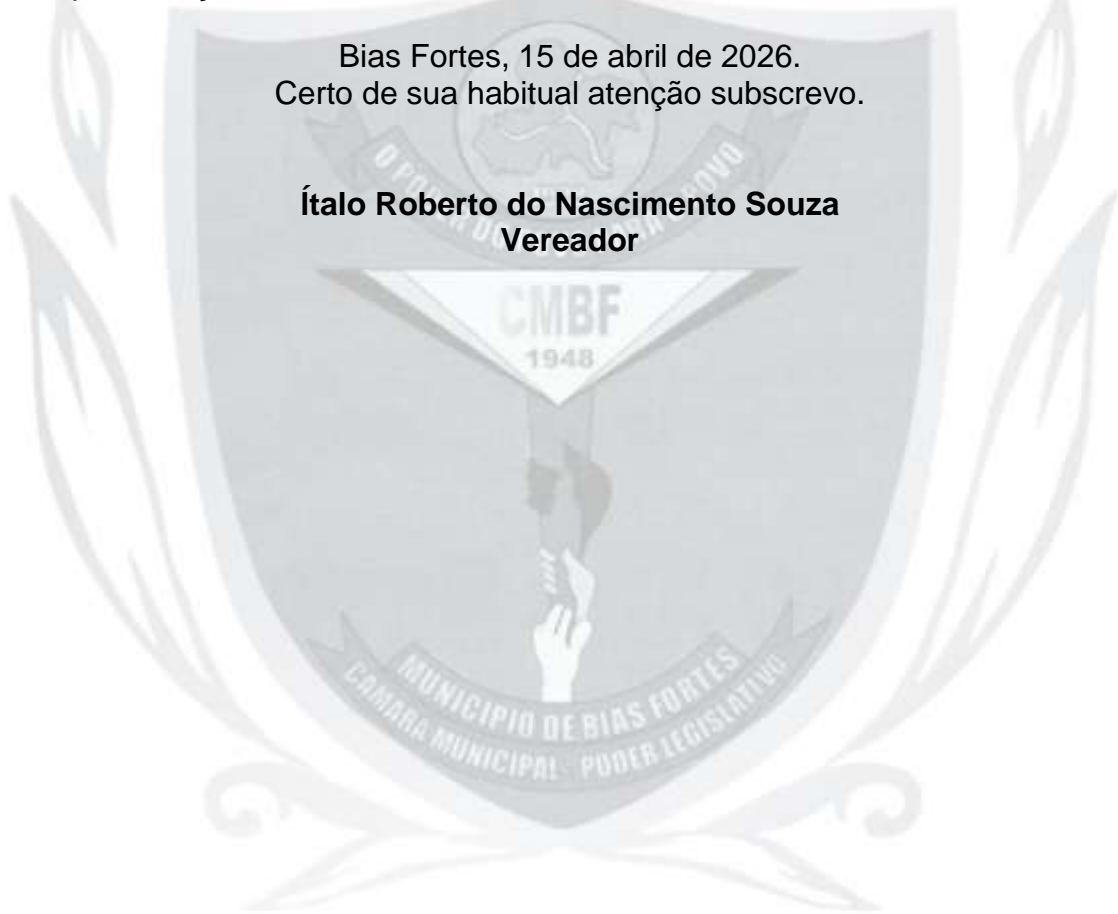 Bias Fortes, 15 de abril de 2026.
Certo de sua habitual atenção subscrevo.
Ítalo Roberto do Nascimento Souza
Vereador
CMBF
1948
MUNICIPIO DE BIAS FORTES
CAMARA MUNICIPAL - PODER LEGISLATIVO